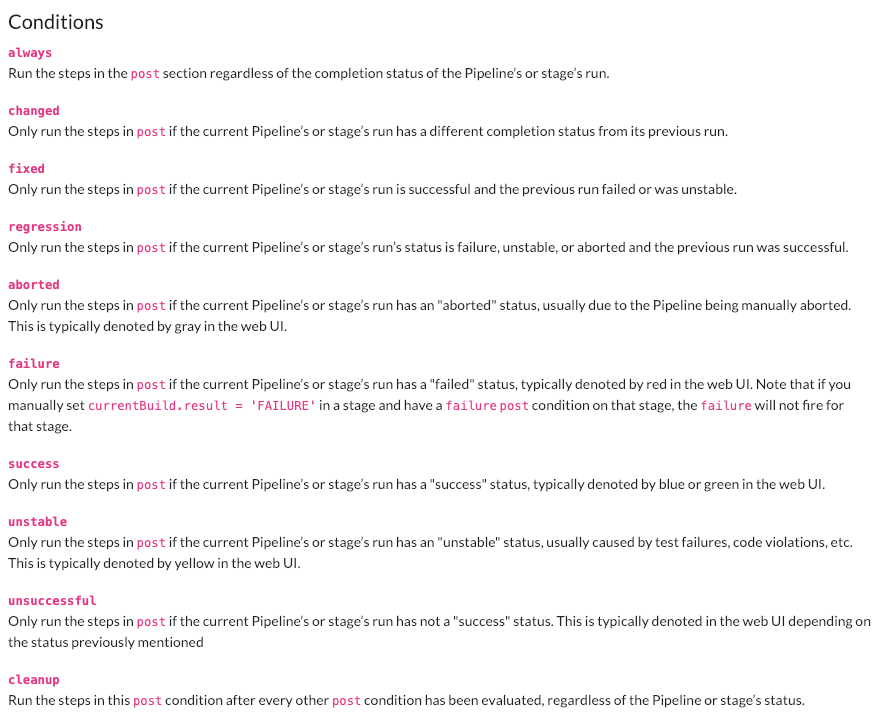 Conditions
always
Run the steps in the post section regardless of the completion status of the Pipeline’s or stage’s run.
changed
Only run the steps in post if the current Pipeline’s or stage’s run has a different completion status from its previous run.
fixed
Only run the steps in post if the current Pipeline’s or stage’s run is successful and the previous run failed or was unstable.
regression
Only run the steps in post if the current Pipeline’s or stage’s run’s status is failure, unstable, or aborted and the previous run was successful.
aborted
Only run the steps in post if the current Pipeline’s or stage’s run has an "aborted" status, usually due to the Pipeline being manually aborted.
This is typically denoted by gray in the web UI.
failure
Only run the steps in post if the current Pipeline’s or stage’s run has a "failed" status, typically denoted by red in the web UI. Note that if you
manually set currentBuild.result = 'FAILURE' in a stage and have a failure post condition on that stage, the failure will not fire for
that stage.
success
Only run the steps in post if the current Pipeline’s or stage’s run has a "success" status, typically denoted by blue or green in the web UI.
unstable
Only run the steps in post if the current Pipeline’s or stage’s run has an "unstable" status, usually caused by test failures, code violations, etc.
This is typically denoted by yellow in the web UI.
unsuccessful
Only run the steps in post if the current Pipeline’s or stage’s run has not a "success" status. This is typically denoted in the web UI depending on
the status previously mentioned
cleanup
Run the steps in this post condition after every other post condition has been evaluated, regardless of the Pipeline or stage’s status.